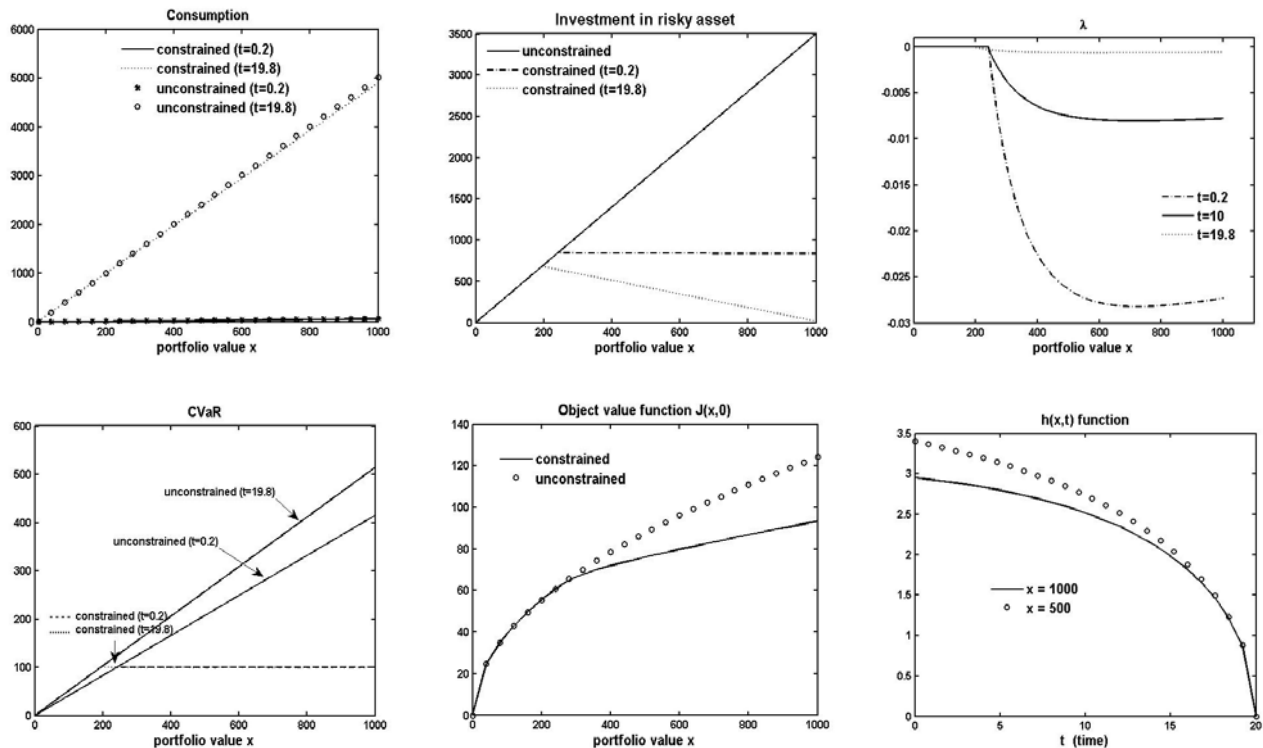 Consumption
constrained (t=0.2)
constrained (t=19.8)
unconstrained (t=0.2)
unconstrained (t=19.8)
6000
5000
4000
3000
2000
1000
0
0 200 400 600 800 1000
portfolio value x
Investment in risky asset
unconstrained
constrained (t=0.2)
constrained (t=19.8)
3500
3000
2500
2000
1500
1000
500
0
0 200 400 600 800 1000
portfolio value x
λ
0
-0.005
-0.01
-0.015
-0.02
-0.025
-0.03
t=0.2
t=10
t=19.8
0 200 400 600 800 1000
portfolio value x
CVaR
600
500
400
300
200
100
0
unconstrained (t=19.8)
unconstrained (t=0.2)
constrained (t=0.2)
constrained (t=19.8)
0 200 400 600 800 1000
portfolio value x
Object value function J(x,0)
constrained
unconstrained
140
120
100
80
60
40
20
0
0 200 400 600 800 1000
portfolio value x
h(x,t) function
3.5
3
2.5
2
1.5
1
0.5
0
x = 1000
x = 500
0 5 10 15 20
t (time)